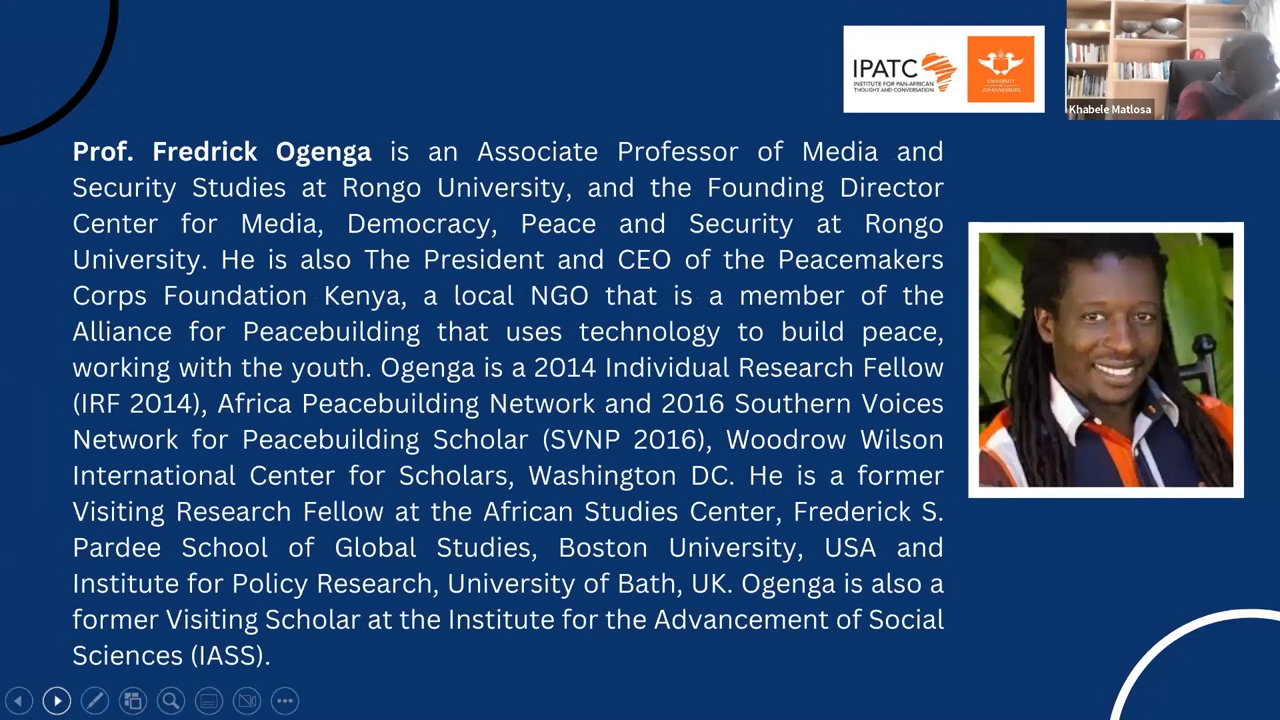 IPATC
INSTITUTE FOR PAN-AFRICAN
THOUGHT AND CONVERSATION
UNIVERSITY
OF
JOHANNESBURG
Khabele Matlosa
Prof. Fredrick Ogenga is an Associate Professor of Media and
Security Studies at Rongo University, and the Founding Director
Center for Media, Democracy, Peace and Security at Rongo
University. He is also The President and CEO of the Peacemakers
Corps Foundation Kenya, a local NGO that is a member of the
Alliance for Peacebuilding that uses technology to build peace,
working with the youth. Ogenga is a 2014 Individual Research Fellow
(IRF 2014), Africa Peacebuilding Network and 2016 Southern Voices
Network for Peacebuilding Scholar (SVNP 2016), Woodrow Wilson
International Center for Scholars, Washington DC. He is a former
Visiting Research Fellow at the African Studies Center, Frederick S.
Pardee School of Global Studies, Boston University, USA and
Institute for Policy Research, University of Bath, UK. Ogenga is also a
former Visiting Scholar at the Institute for the Advancement of Social
Sciences (IASS).